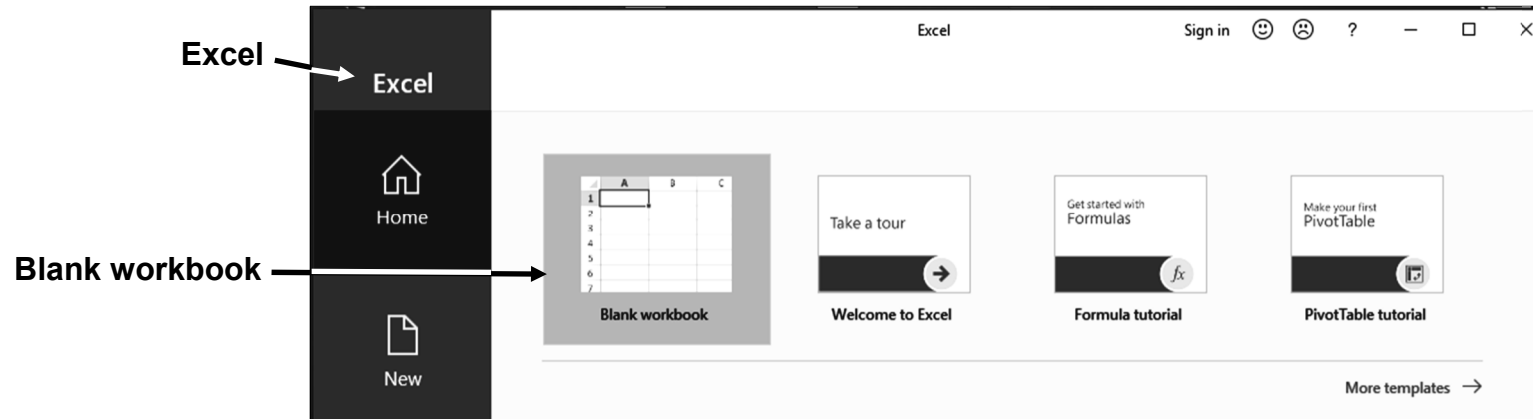 Excel
Excel Sign in ?
Excel
Home
A B C
1
2
3
4
5
6
7
Take a tour
Get started with
Formulas
fx
Make your first
PivotTable
Blank workbook
Blank workbook Welcome to Excel Formula tutorial PivotTable tutorial
New
More templates